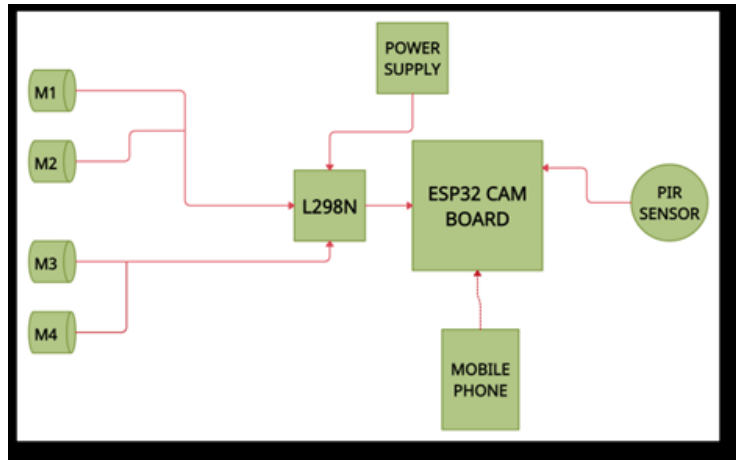 POWER
SUPPLY
M1
M2
L298N
ESP32 CAM
BOARD
PIR
SENSOR
M3
M4
MOBILE
PHONE